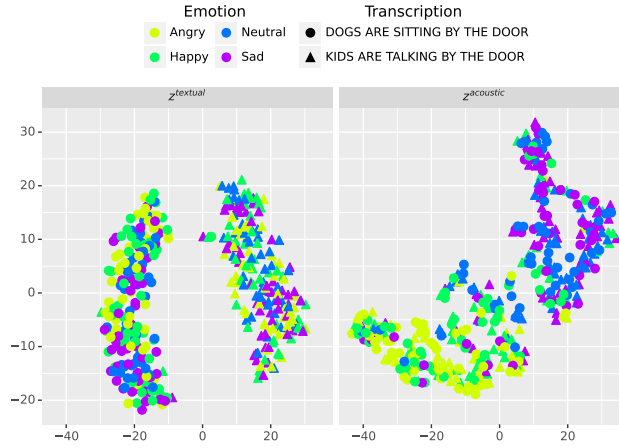 Emotion Transcription
Angry Neutral DOGS ARE SITTING BY THE DOOR
Happy Sad KIDS ARE TALKING BY THE DOOR
z^textual z^acoustic
30
20
10
0
−10
−20
−40 −20 0 20 −40 −20 0 20